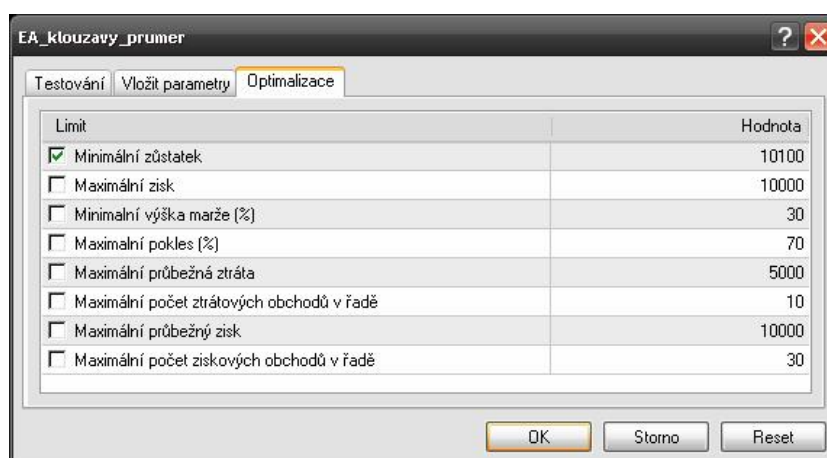 EA_klouzavy_prumer
Testování Vložit parametry Optimalizace
Limit Hodnota
Minimální zůstatek 10100
Maximální zisk 10000
Minimalní výška marže (%) 30
Maximalní pokles (%) 70
Maximální průbežná ztráta 5000
Maximální počet ztrátových obchodů v řadě 10
Maximální průbežný zisk 10000
Maximální počet ziskových obchodů v řadě 30
OK Storno Reset